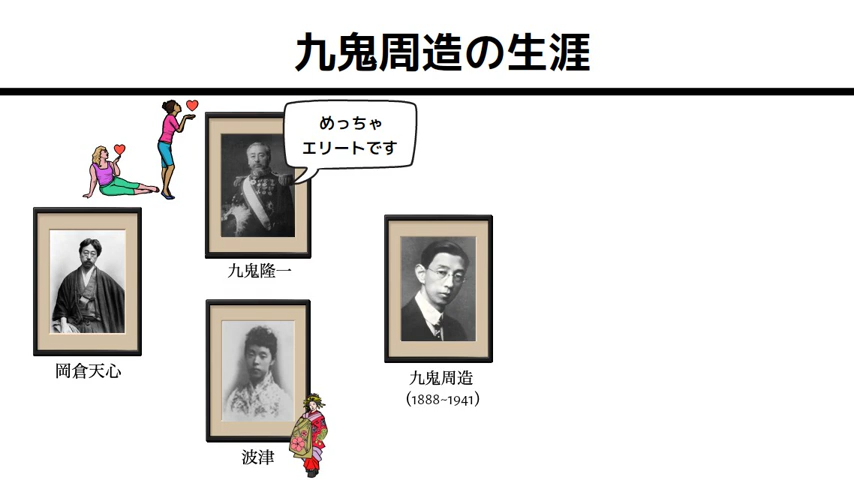 九鬼周造の生涯
めっちゃ
エリートです
九鬼隆一
岡倉天心
九鬼周造
(1888~1941)
波津